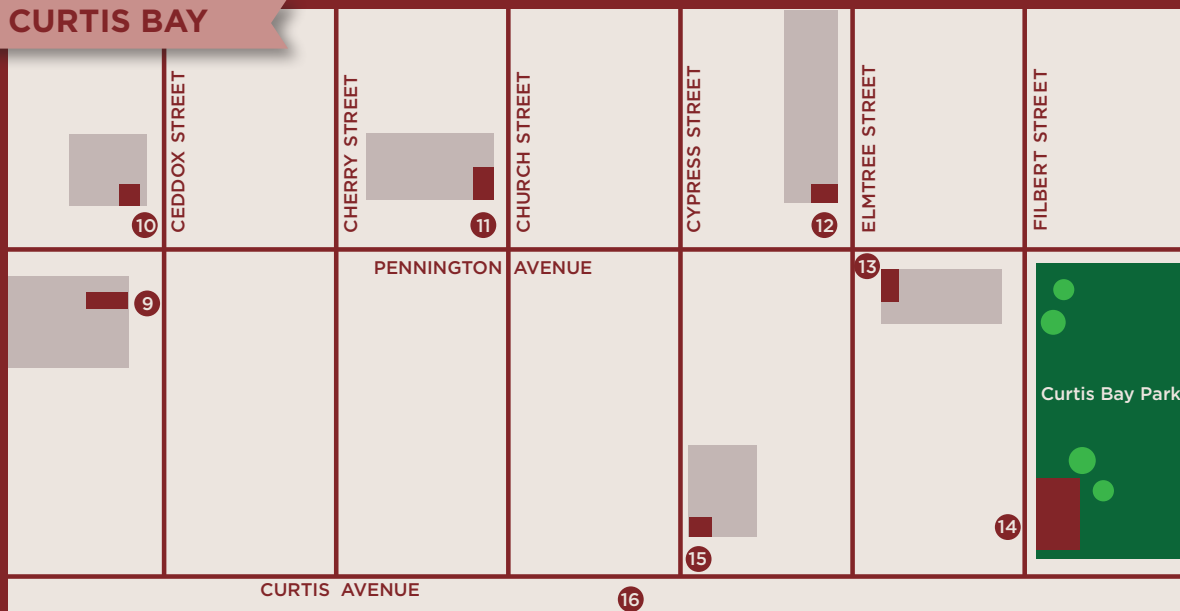 CURTIS BAY
CEDDOX STREET
CHERRY STREET
CHURCH STREET
CYPRESS STREET
ELMTREE STREET
FILBERT STREET
10
11
12
PENNINGTON AVENUE
13
9
Curtis Bay Park
14
15
CURTIS AVENUE
16